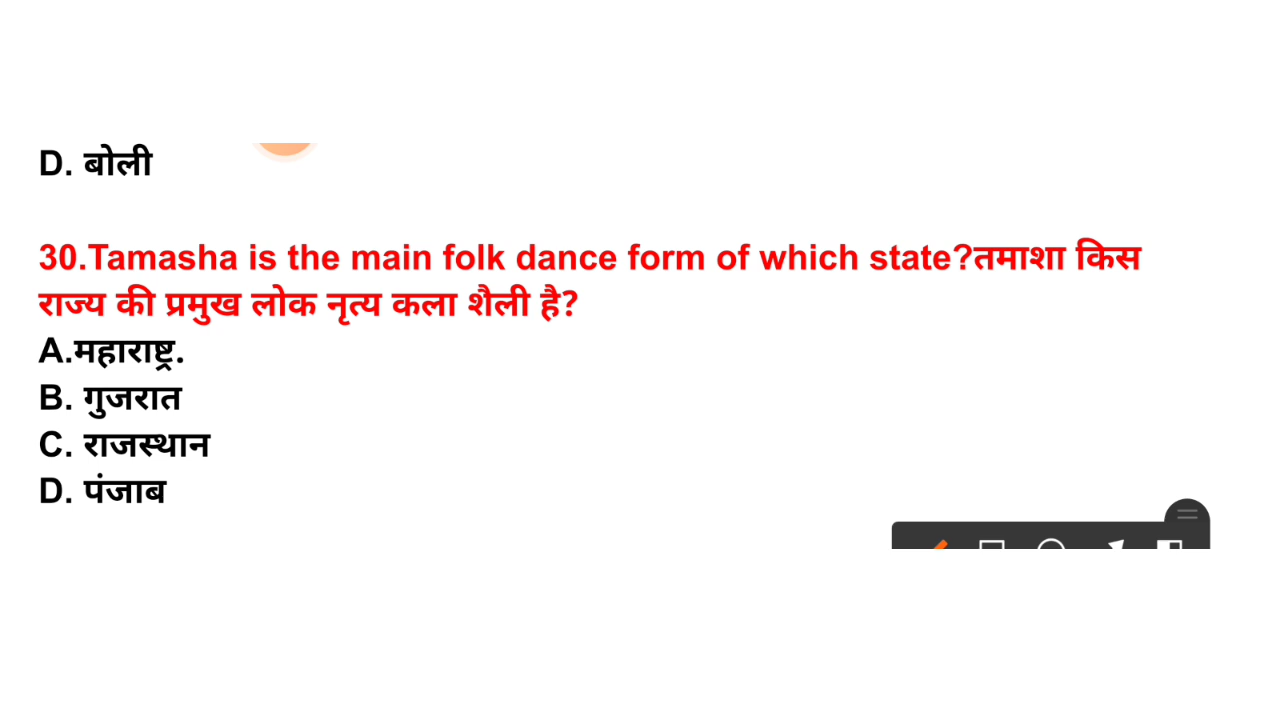 D. बोली
30.Tamasha is the main folk dance form of which state?तमाशा किस
राज्य की प्रमुख लोक नृत्य कला शैली है?
A.महाराष्ट्र.
B. गुजरात
C. राजस्थान
D. पंजाब